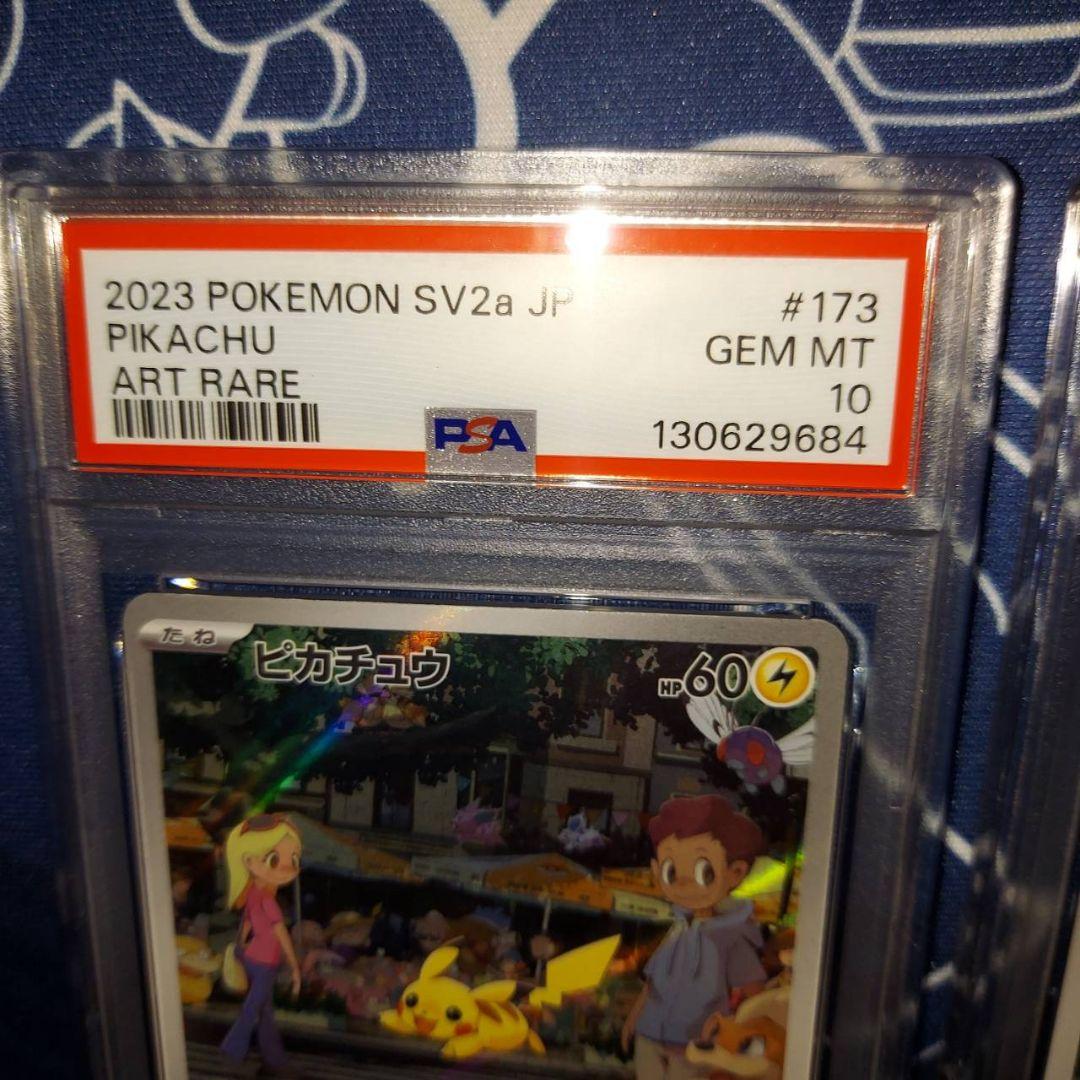 2023 POKEMON SV2a JP #173
PIKACHU GEM MT
ART RARE 10
PSA 130629684
たね
ピカチュウ HP60